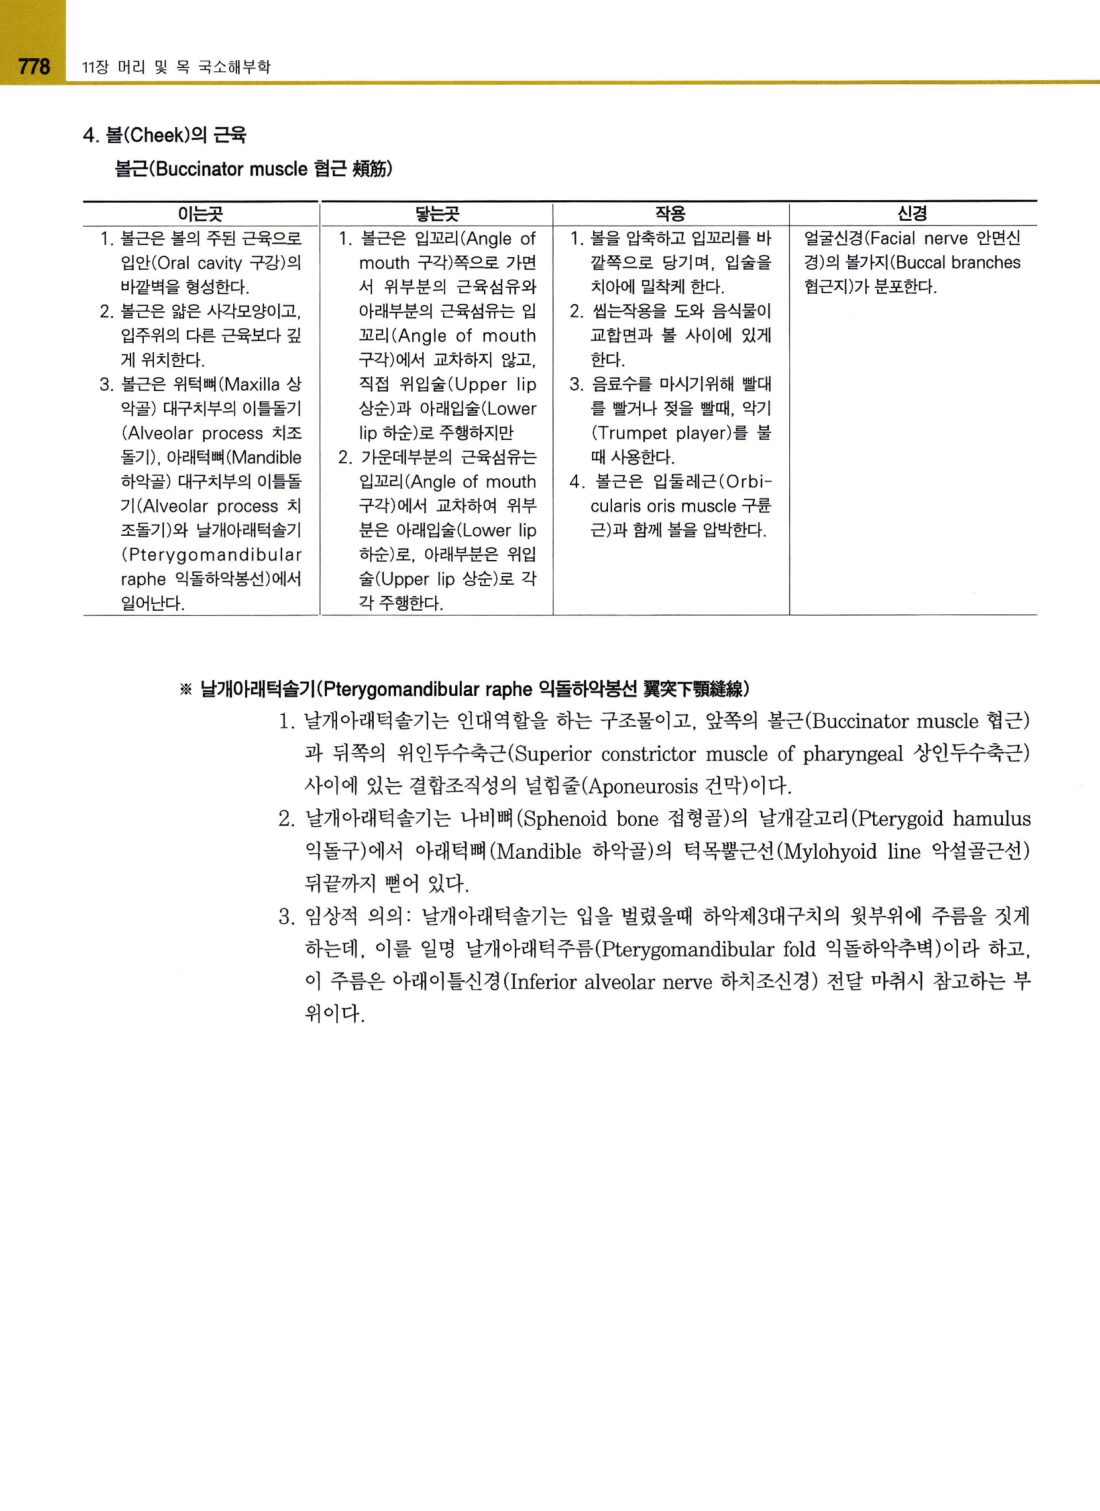 778 11장 머리 및 목 국소해부학
4. 볼(Cheek)의 근육
볼근(Buccinator muscle 협근 頰筋)
이는곳
1. 볼근은 볼의 주된 근육으로
입안(Oral cavity 구강)의
바깥벽을 형성한다.
2. 볼근은 얇은 사각모양이고,
입주위의 다른 근육보다 깊
게 위치한다.
3. 볼근은 위턱뼈(Maxilla 상
악골) 대구치부의 이틀돌기
(Alveolar process 치조
돌기), 아래턱뼈(Mandible
하악골) 대구치부의 이틀돌
기(Alveolar process 치
조돌기)와 날개아래턱솔기
(Pterygomandibular
raphe 익돌하악봉선)에서
일어난다.
닿는곳
1. 볼근은 입꼬리(Angle of
mouth 구각)쪽으로 가면
서 위부분의 근육섬유와
아래부분의 근육섬유는 입
꼬리(Angle of mouth
구각)에서 교차하지 않고,
직접 위입술(Upper lip
상순)과 아래입술(Lower
lip 하순)로 주행하지만
2. 가운데부분의 근육섬유는
입꼬리(Angle of mouth
구각)에서 교차하여 위부
분은 아래입술(Lower lip
하순)로, 아래부분은 위입
술(Upper lip 상순)로 각
각 주행한다.
작용
1. 볼을 압축하고 입꼬리를 바
깥쪽으로 당기며, 입술을
치아에 밀착케 한다.
2. 씹는작용을 도와 음식물이
교합면과 볼 사이에 있게
한다.
3. 음료수를 마시기위해 빨대
를 빨거나 젖을 빨때, 악기
(Trumpet player)를 불
때 사용한다.
4. 볼근은 입둘레근(Orbi-
cularis oris muscle 구륜
근)과 함께 볼을 압박한다.
신경
얼굴신경(Facial nerve 안면신
경)의 볼가지(Buccal branches
협근지)가 분포한다.
※ 날개아래턱솔기(Pterygomandibular raphe 익돌하악봉선 翼突下顎縫線)
1. 날개아래턱솔기는 인대역할을 하는 구조물이고, 앞쪽의 볼근(Buccinator muscle 협근)
과 뒤쪽의 위인두수축근(Superior constrictor muscle of pharyngeal 상인두수축근)
사이에 있는 결합조직성의 널힘줄(Aponeurosis 건막)이다.
2. 날개아래턱솔기는 나비뼈(Sphenoid bone 접형골)의 날개갈고리(Pterygoid hamulus
익돌구)에서 아래턱뼈(Mandible 하악골)의 턱목뿔근선(Mylohyoid line 악설골근선)
뒤끝까지 뻗어 있다.
3. 임상적 의의: 날개아래턱솔기는 입을 벌렸을때 하악제3대구치의 윗부위에 주름을 짓게
하는데, 이를 일명 날개아래턱주름(Pterygomandibular fold 익돌하악추벽)이라 하고,
이 주름은 아래이틀신경(Inferior alveolar nerve 하치조신경) 전달 마취시 참고하는 부
위이다.